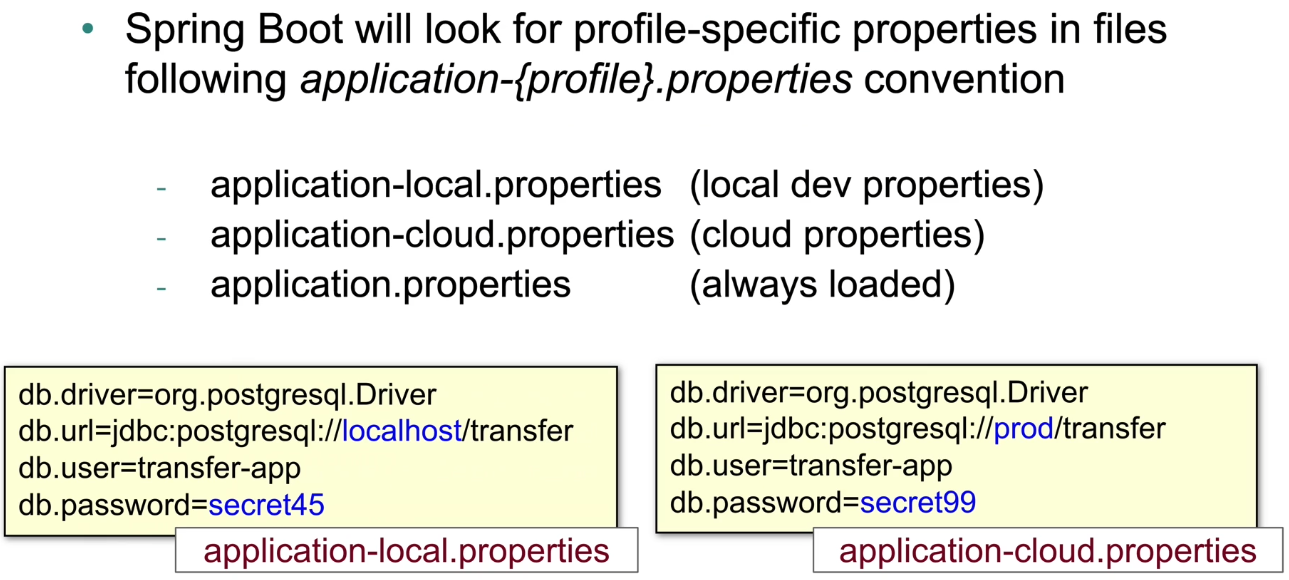 • Spring Boot will look for profile-specific properties in files
following application-{profile}.properties convention
- application-local.properties (local dev properties)
- application-cloud.properties (cloud properties)
- application.properties (always loaded)
db.driver=org.postgresql.Driver
db.url=jdbc:postgresql://localhost/transfer
db.user=transfer-app
db.password=secret45
application-local.properties
db.driver=org.postgresql.Driver
db.url=jdbc:postgresql://prod/transfer
db.user=transfer-app
db.password=secret99
application-cloud.properties